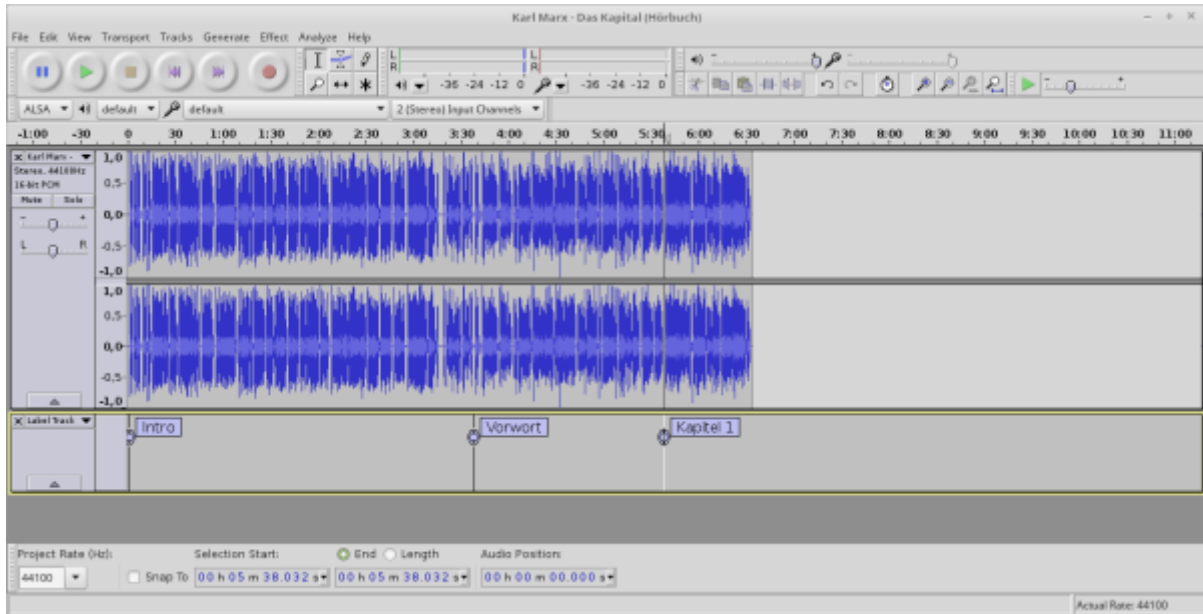 Karl Marx - Das Kapital (Hörbuch)
File Edit View Transport Tracks Generate Effect Analyze Help
L
R
L
R
-36 -24 -12 0
-36 -24 -12 0
ALSA default default 2 (Stereo) Input Channels
-1:00 -30 0 30 1:00 1:30 2:00 2:30 3:00 3:30 4:00 4:30 5:00 5:30 6:00 6:30 7:00 7:30 8:00 8:30 9:00 9:30 10:00 10:30 11:00
X Karl Marx -
Stereo, 44100Hz
16-bit PCM
Mute Solo
- +
L R
1,0
0,5
0,0
-0,5
-1,0
1,0
0,5
0,0
-0,5
-1,0
X Label Track
Intro Vorwort Kapitel 1
Project Rate (Hz): Selection Start: End Length Audio Position:
44100 Snap To 00 h 05 m 38.032 s 00 h 05 m 38.032 s 00 h 00 m 00.000 s
Actual Rate: 44100